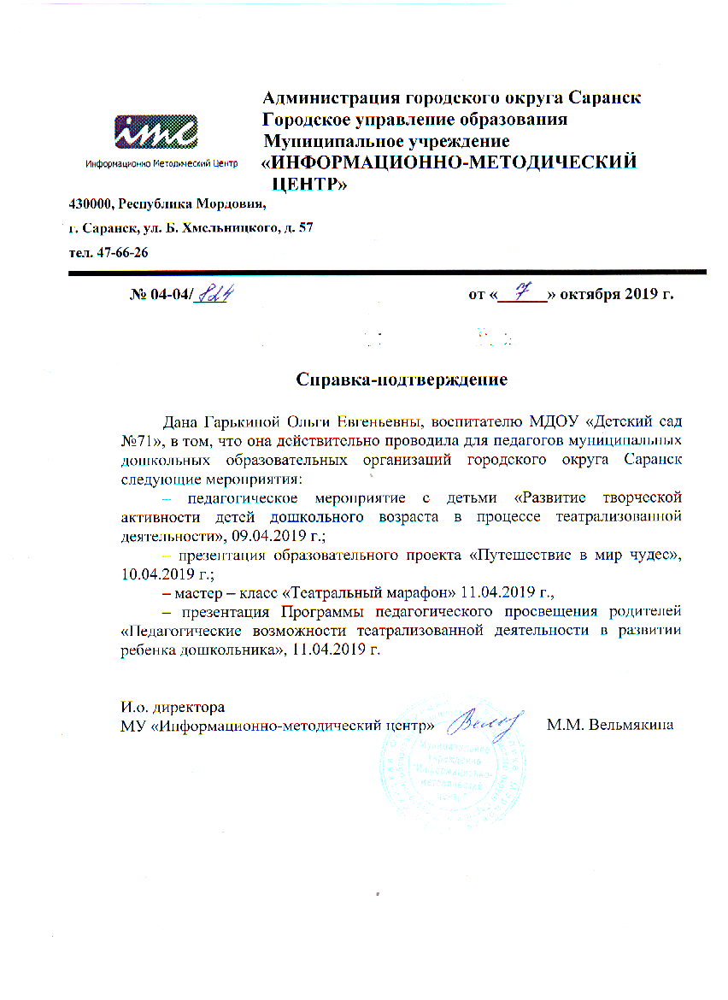 Администрация городского округа Саранск
Городское управление образования
Муниципальное учреждение
«ИНФОРМАЦИОННО-МЕТОДИЧЕСКИЙ
ЦЕНТР»
imc
Информационно Методический Центр
430000, Республика Мордовия,
г. Саранск, ул. Б. Хмельницкого, д. 57
тел. 47-66-26
№ 04-04/824 от «7» октября 2019 г.
Справка-подтверждение
Дана Гарькиной Ольги Евгеньевны, воспитателю МДОУ «Детский сад
№71», в том, что она действительно проводила для педагогов муниципальных
дошкольных образовательных организаций городского округа Саранск
следующие мероприятия:
– педагогическое мероприятие с детьми «Развитие творческой
активности детей дошкольного возраста в процессе театрализованной
деятельности», 09.04.2019 г.;
– презентация образовательного проекта «Путешествие в мир чудес»,
10.04.2019 г.;
– мастер – класс «Театральный марафон» 11.04.2019 г.,
– презентация Программы педагогического просвещения родителей
«Педагогические возможности театрализованной деятельности в развитии
ребенка дошкольника», 11.04.2019 г.
И.о. директора
МУ «Информационно-методический центр» М.М. Вельмякина
Муниципальное
учреждение
"Информационно-
методический
центр"